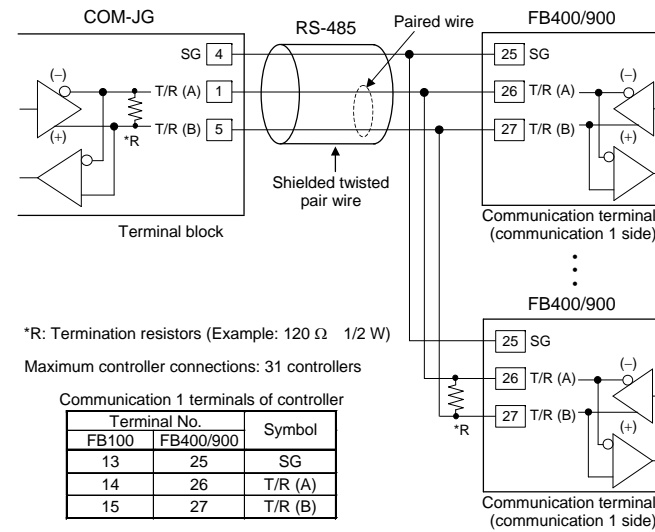 COM-JG
RS-485
Paired wire
FB400/900
SG 4
25 SG
(–)
T/R (A) 1
26 T/R (A)
(–)
*R
T/R (B) 5
27 T/R (B)
(+)
(+)
Shielded twisted
pair wire
Terminal block
Communication terminal
(communication 1 side)
FB400/900
*R: Termination resistors (Example: 120 Ω 1/2 W)
25 SG
Maximum controller connections: 31 controllers
26 T/R (A)
(–)
27 T/R (B)
(+)
*R
Communication 1 terminals of controller
Terminal No. Symbol
FB100 FB400/900
13 25 SG
14 26 T/R (A)
15 27 T/R (B)
Communication terminal
(communication 1 side)